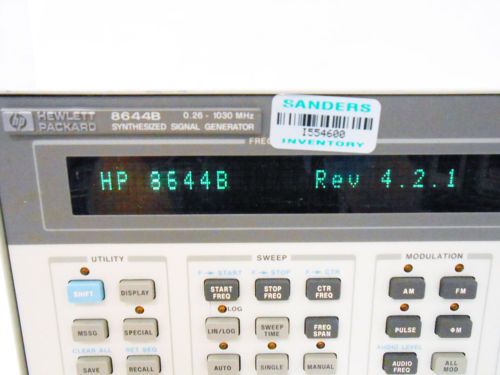 hp HEWLETT PACKARD
8644B 0.26 - 1030 MHz
SYNTHESIZED SIGNAL GENERATOR
SANDERS
I554600
INVENTORY
FREQ
HP 8644B Rev 4.2.1
UTILITY
SWEEP
MODULATION
F → START
F → STOP
F → CTR
SHIFT
DISPLAY
START FREQ
STOP FREQ
CTR FREQ
AM
FM
LOG
MSSG
SPECIAL
LIN/LOG
SWEEP TIME
FREQ SPAN
PULSE
ΦM
CLEAR ALL
SET SEQ
AUDIO LEVEL
SAVE
RECALL
AUTO
SINGLE
MANUAL
AUDIO FREQ
ALL MOD